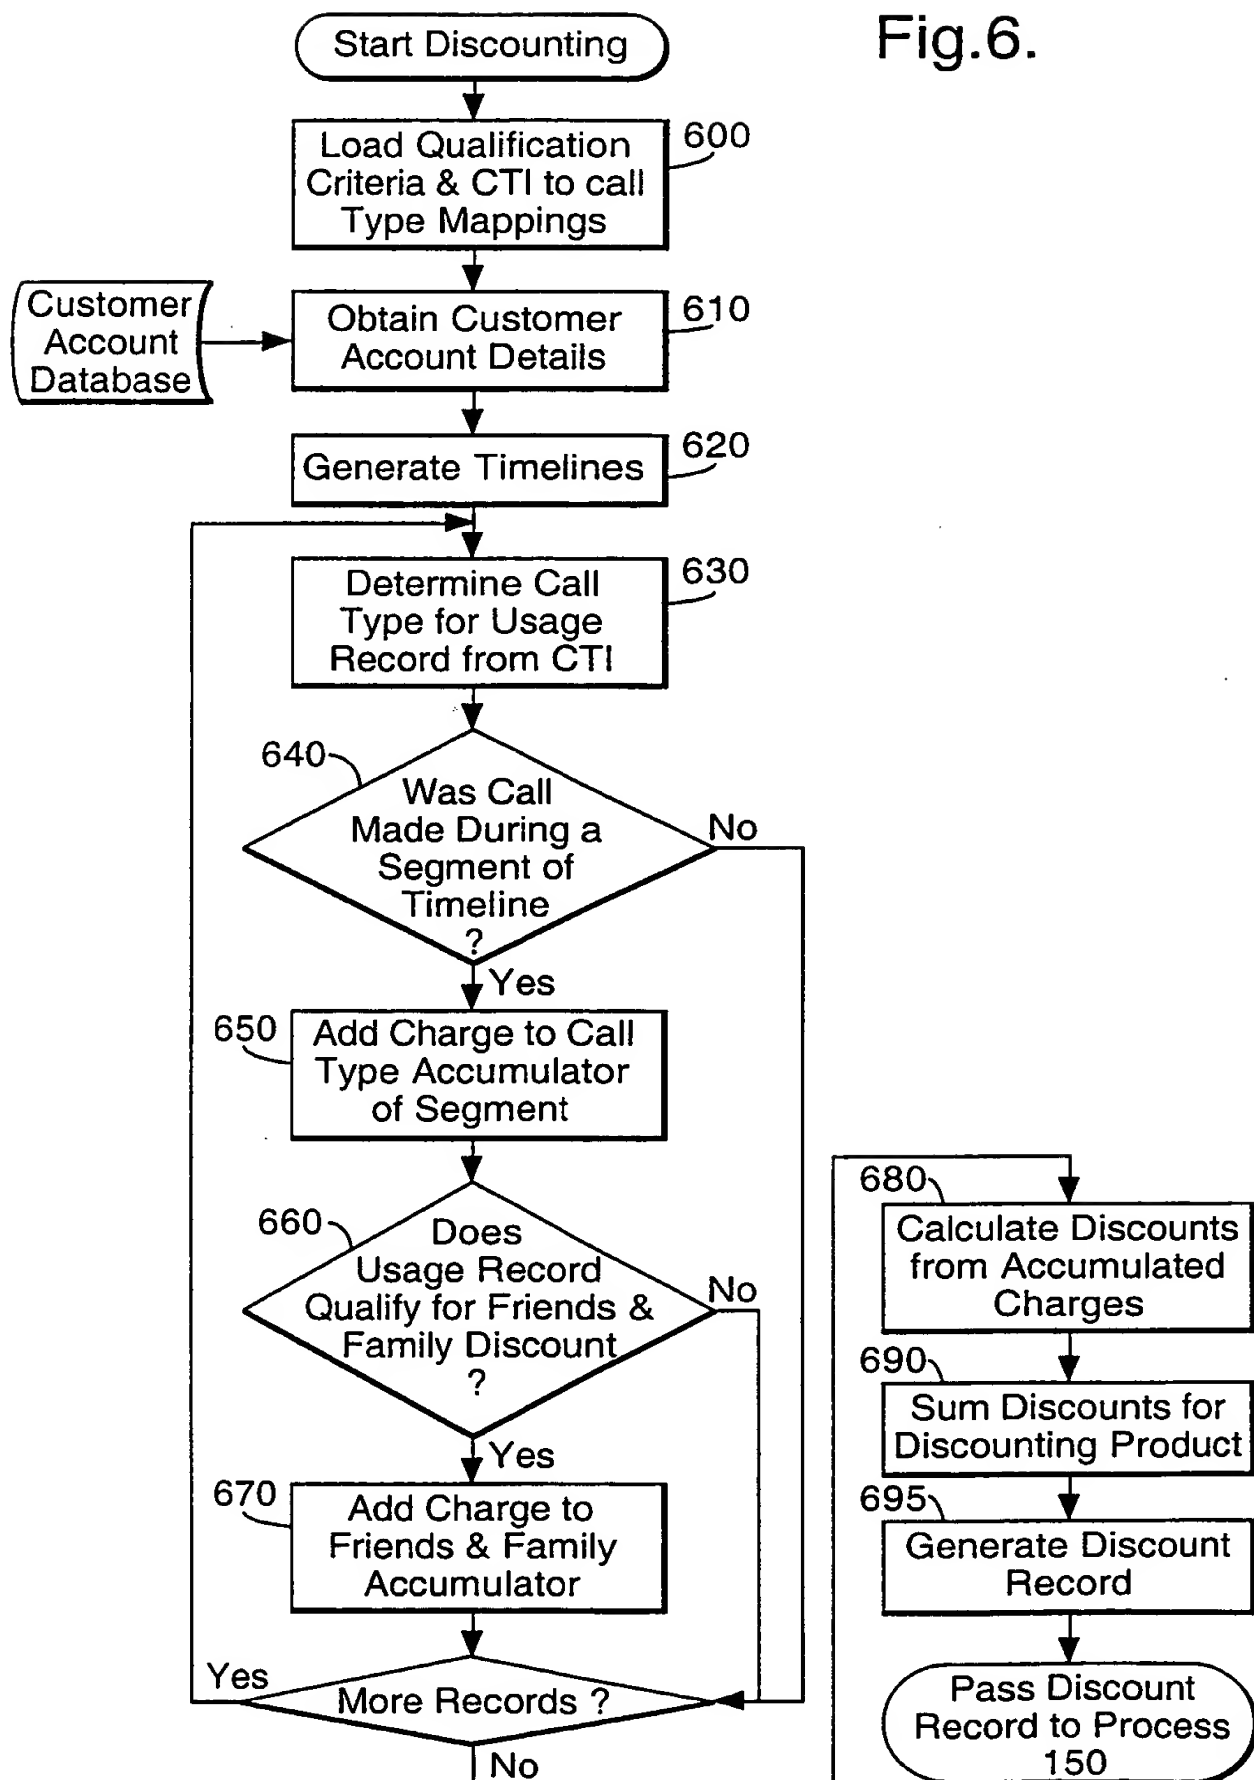 Fig.6.
Start Discounting
Load Qualification
Criteria & CTI to call
Type Mappings
600
Customer
Account
Database
Obtain Customer
Account Details
610
Generate Timelines
620
Determine Call
Type for Usage
Record from CTI
630
640
Was Call
Made During a
Segment of
Timeline
?
No
Yes
650
Add Charge to Call
Type Accumulator
of Segment
660
Does
Usage Record
Qualify for Friends &
Family Discount
?
No
Yes
670
Add Charge to
Friends & Family
Accumulator
Yes
More Records ?
No
680
Calculate Discounts
from Accumulated
Charges
690
Sum Discounts for
Discounting Product
695
Generate Discount
Record
Pass Discount
Record to Process
150